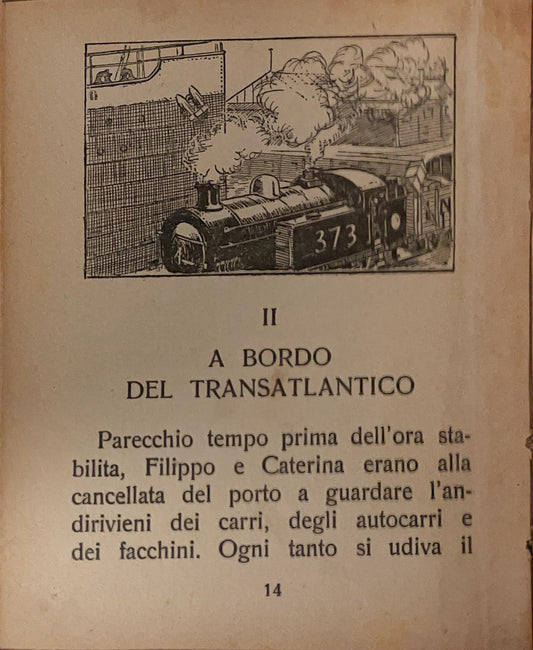 373
II
A BORDO
DEL TRANSATLANTICO
Parecchio tempo prima dell'ora sta-
bilita, Filippo e Caterina erano alla
cancellata del porto a guardare l'an-
dirivieni dei carri, degli autocarri e
dei facchini. Ogni tanto si udiva il
14